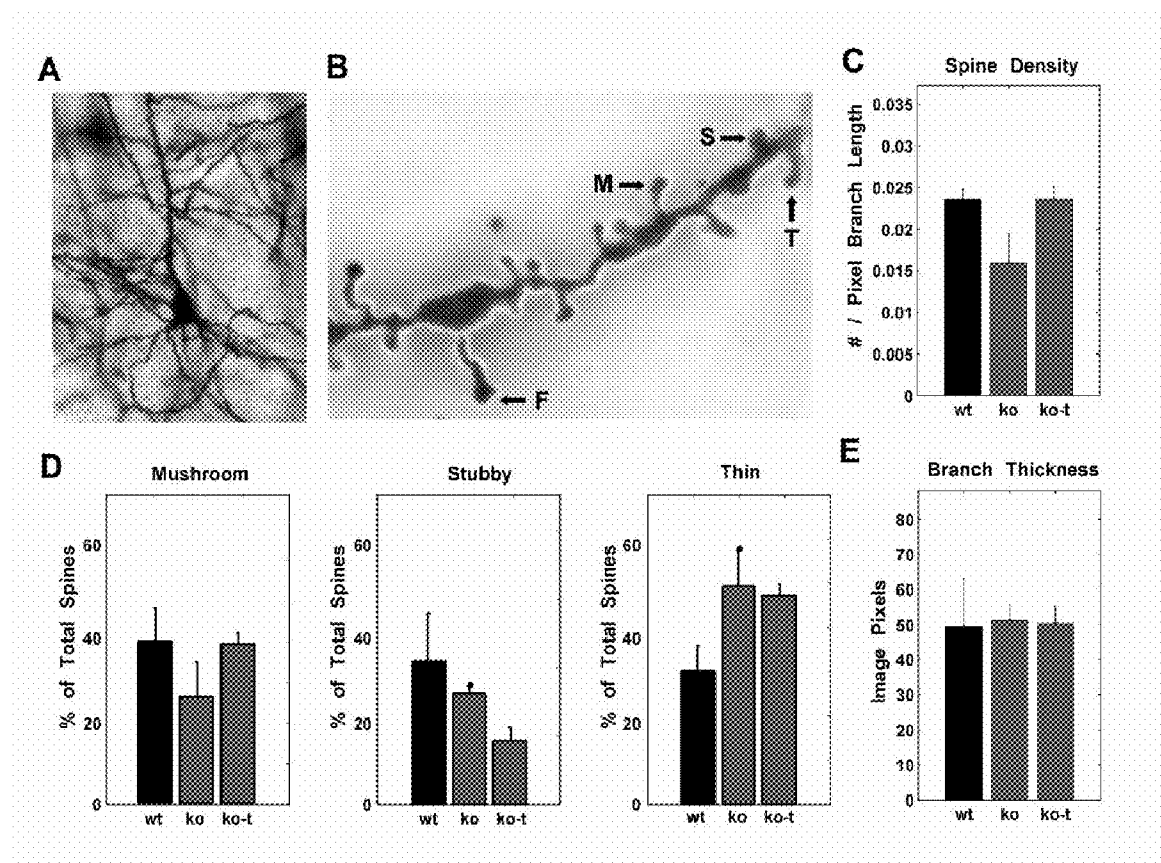 A
B
S
M
T
F
C
Spine Density
# / Pixel Branch Length
0.035
0.03
0.025
0.02
0.015
0.01
0.005
0
wt ko ko-t
D
Mushroom
% of Total Spines
60
40
20
0
wt ko ko-t
Stubby
% of Total Spines
60
40
20
0
wt ko ko-t
Thin
% of Total Spines
60
40
20
0
wt ko ko-t
E
Branch Thickness
Image Pixels
80
70
60
50
40
30
20
10
0
wt ko ko-t